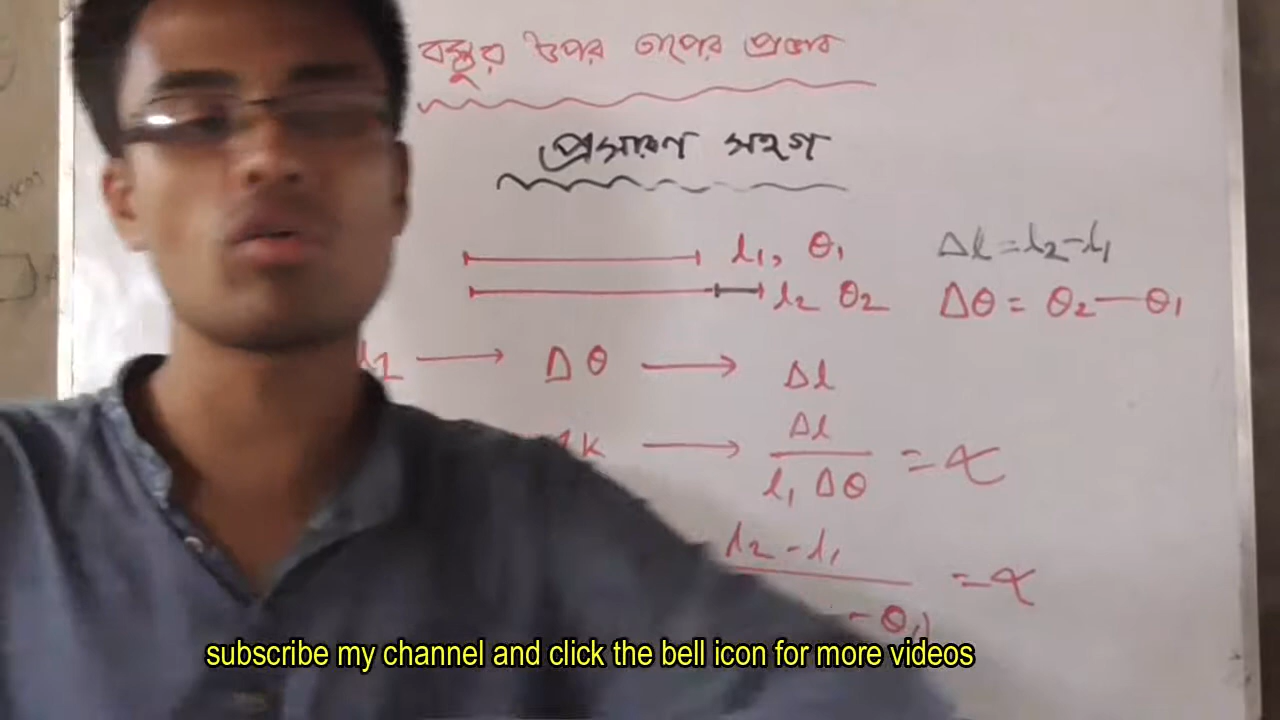 বস্তুর উপর তাপের প্রভাব
প্রসারণ সহগ
l₁, θ₁ Δl = l₂-l₁
l₂ θ₂ Δθ = θ₂-θ₁
→ Δθ → Δl
K → Δl / l₁ Δθ = α
l₂-l₁ / -θ₁) = α
subscribe my channel and click the bell icon for more videos